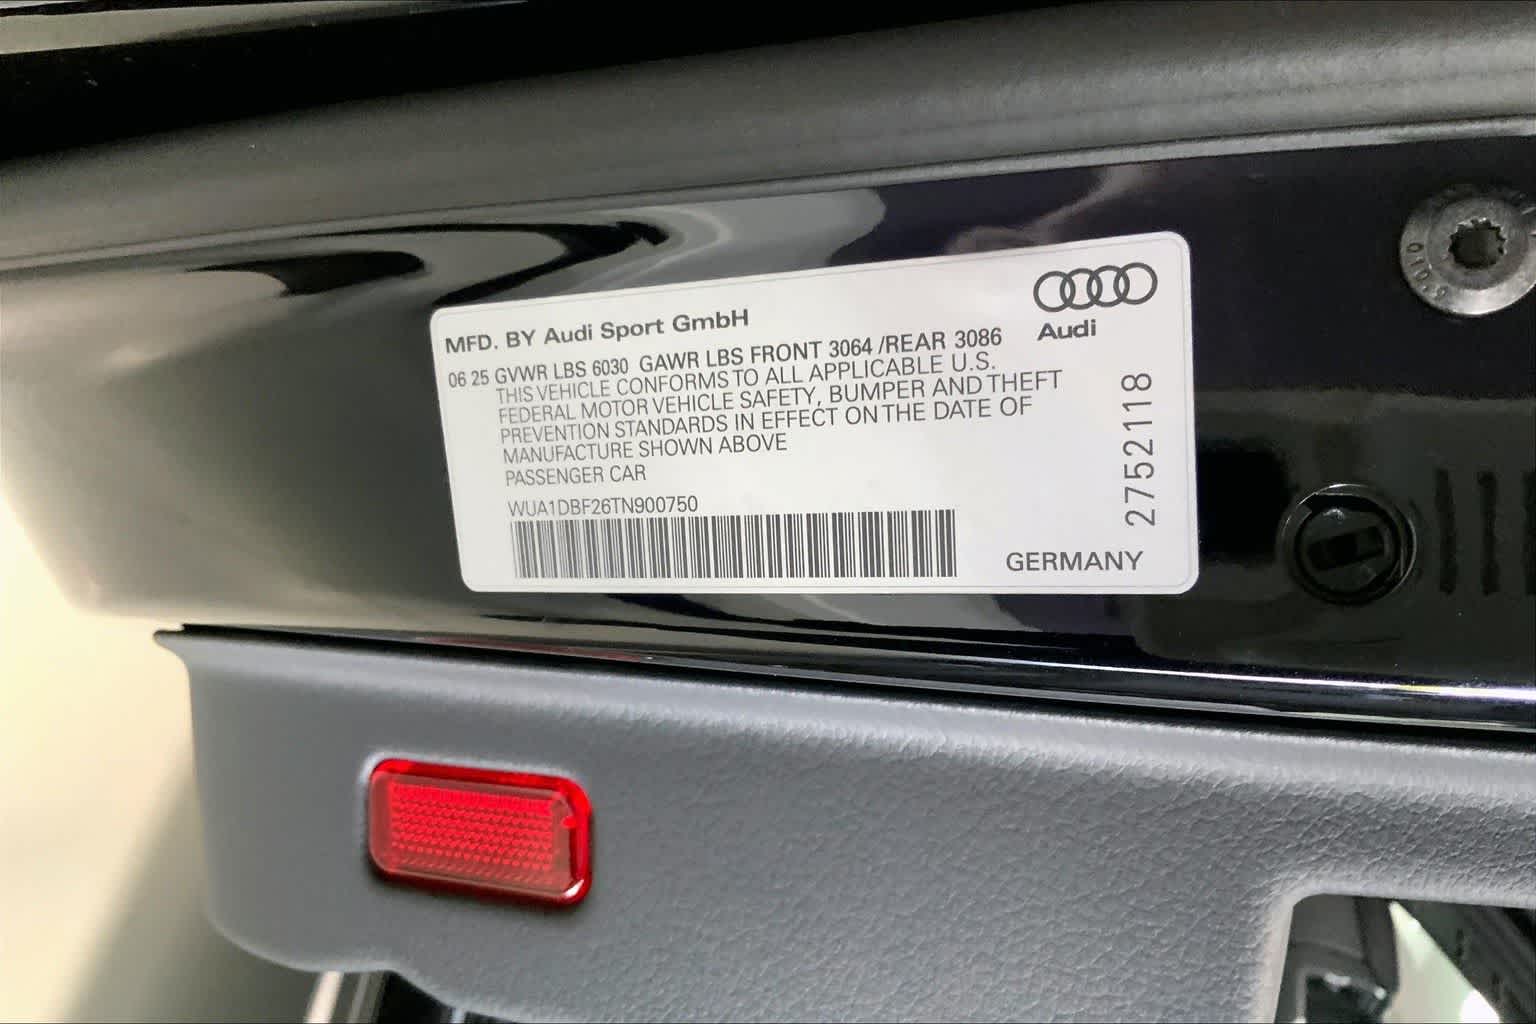 MFD. BY Audi Sport GmbH
06 25 GVWR LBS 6030 GAWR LBS FRONT 3064 /REAR 3086
THIS VEHICLE CONFORMS TO ALL APPLICABLE U.S.
FEDERAL MOTOR VEHICLE SAFETY, BUMPER AND THEFT
PREVENTION STANDARDS IN EFFECT ON THE DATE OF
MANUFACTURE SHOWN ABOVE
PASSENGER CAR
WUA1DBF26TN900750
Audi
2752118
GERMANY